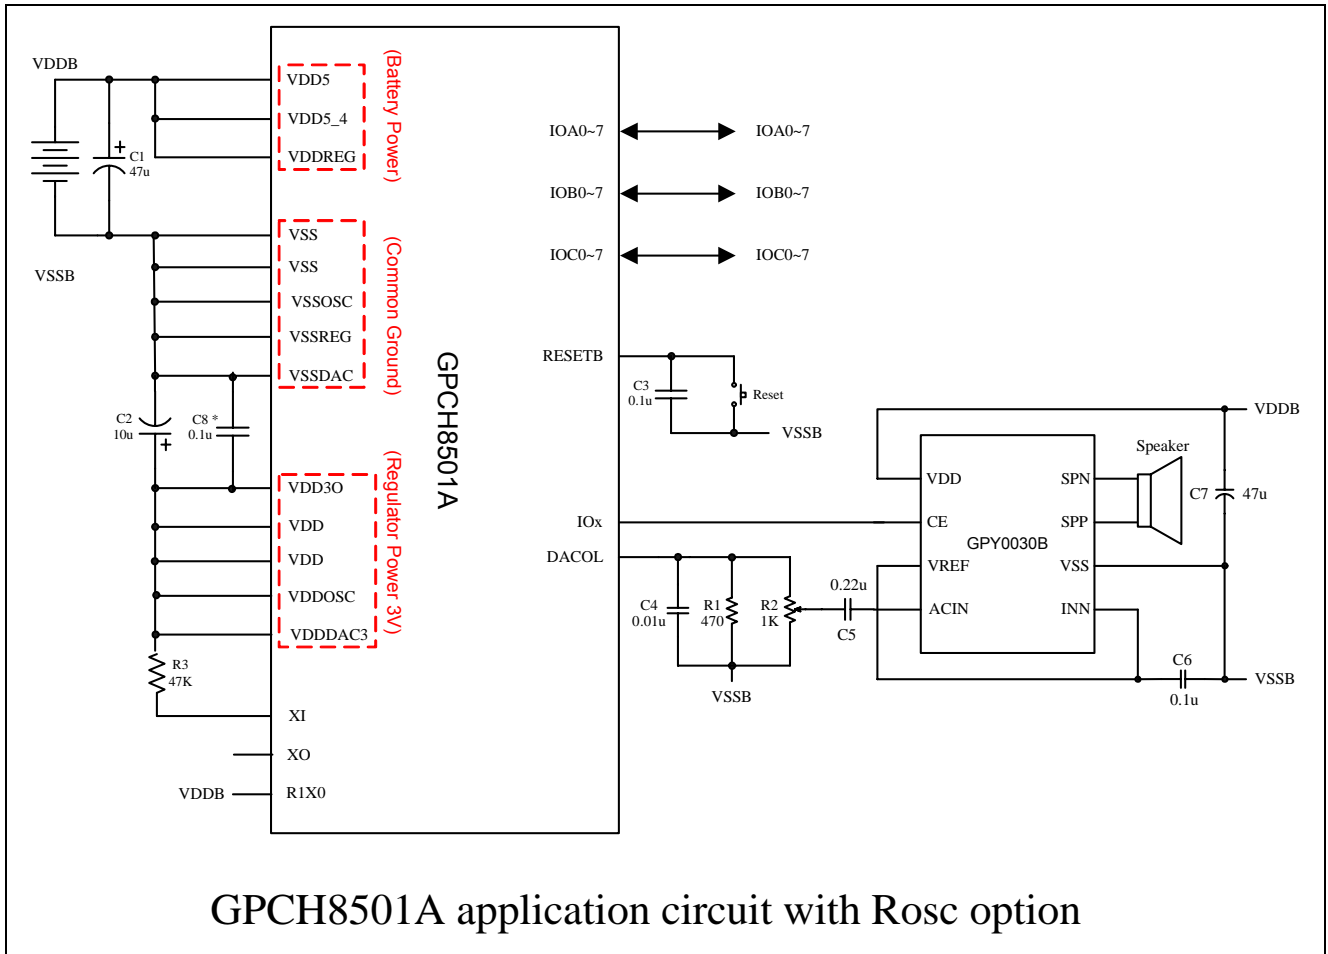 VDDB
VDD5
VDD5_4
VDDREG
(Battery Power)
C1
47u
+
VSSB
VSS
VSS
VSSOSC
VSSREG
VSSDAC
(Common Ground)
C2
10u
+
C8 *
0.1u
VDD3O
VDD
VDD
VDDOSC
VDDDAC3
(Regulator Power 3V)
R3
47K
XI
XO
VDDB
R1X0
GPCH8501A
IOA0~7
IOA0~7
IOB0~7
IOB0~7
IOC0~7
IOC0~7
RESETB
C3
0.1u
Reset
VSSB
IOx
DACOL
C4
0.01u
R1
470
R2
1K
VSSB
0.22u
C5
VDD
CE
VREF
ACIN
GPY0030B
SPN
SPP
VSS
INN
Speaker
C7
47u
VDDB
C6
0.1u
VSSB
GPCH8501A application circuit with Rosc option